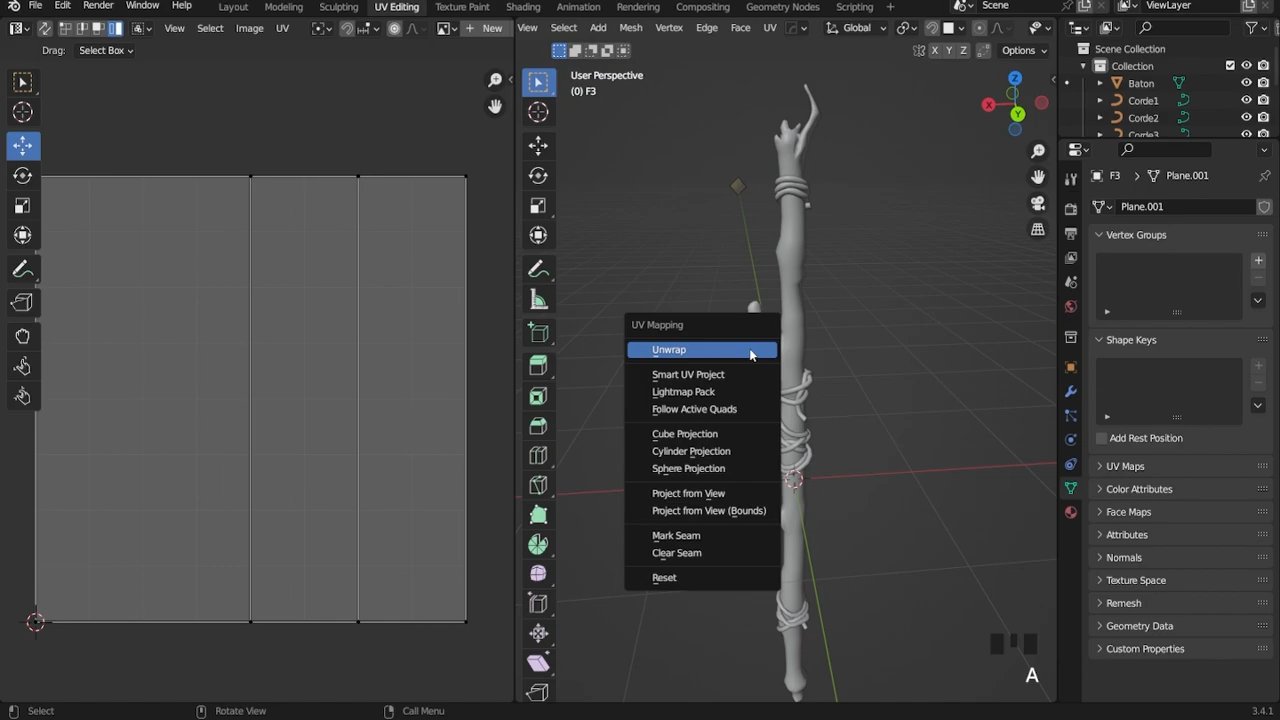 File Edit Render Window Help Layout Modeling Sculpting UV Editing Texture Paint Shading Animation Rendering Compositing Geometry Nodes Scripting Scene ViewLayer
View Select Image UV New View Select Add Mesh Vertex Edge Face UV Global
Drag: Select Box X Y Z Options Scene Collection
Collection
User Perspective
(0) F3
Baton
Corde1
Corde2
Corde3
Z
X
Y
F3 Plane.001
Plane.001
Vertex Groups
Shape Keys
Add Rest Position
UV Maps
Color Attributes
Face Maps
Attributes
Normals
Texture Space
Remesh
Geometry Data
Custom Properties
UV Mapping
Unwrap
Smart UV Project
Lightmap Pack
Follow Active Quads
Cube Projection
Cylinder Projection
Sphere Projection
Project from View
Project from View (Bounds)
Mark Seam
Clear Seam
Reset
A
Select Rotate View Call Menu 3.4.1